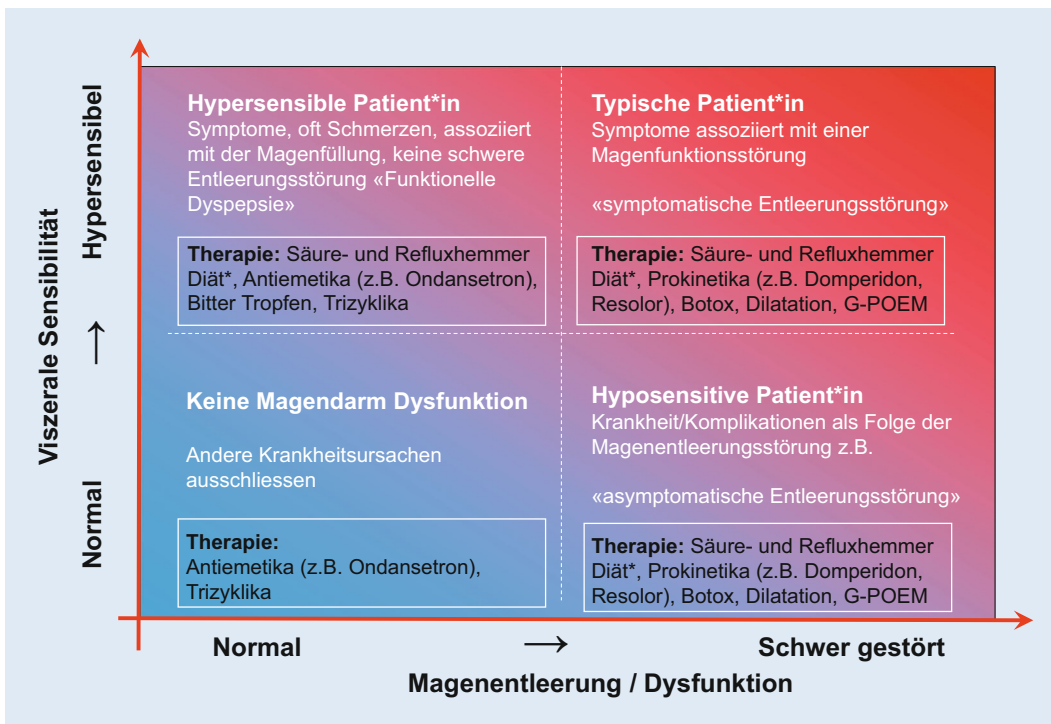 Viszerale Sensibilität
Hypersensibel
→
Normal
Hypersensible Patient*in
Symptome, oft Schmerzen, assoziiert
mit der Magenfüllung, keine schwere
Entleerungsstörung «Funktionelle
Dyspepsie»
Therapie: Säure- und Refluxhemmer
Diät*, Antiemetika (z.B. Ondansetron),
Bitter Tropfen, Trizyklika
Typische Patient*in
Symptome assoziiert mit einer
Magenfunktionsstörung
«symptomatische Entleerungsstörung»
Therapie: Säure- und Refluxhemmer
Diät*, Prokinetika (z.B. Domperidon,
Resolor), Botox, Dilatation, G-POEM
Keine Magendarm Dysfunktion
Andere Krankheitsursachen
ausschliessen
Therapie:
Antiemetika (z.B. Ondansetron),
Trizyklika
Hyposensitive Patient*in
Krankheit/Komplikationen als Folge der
Magenentleerungsstörung z.B.
«asymptomatische Entleerungsstörung»
Therapie: Säure- und Refluxhemmer
Diät*, Prokinetika (z.B. Domperidon,
Resolor), Botox, Dilatation, G-POEM
Normal → Schwer gestört
Magenentleerung / Dysfunktion